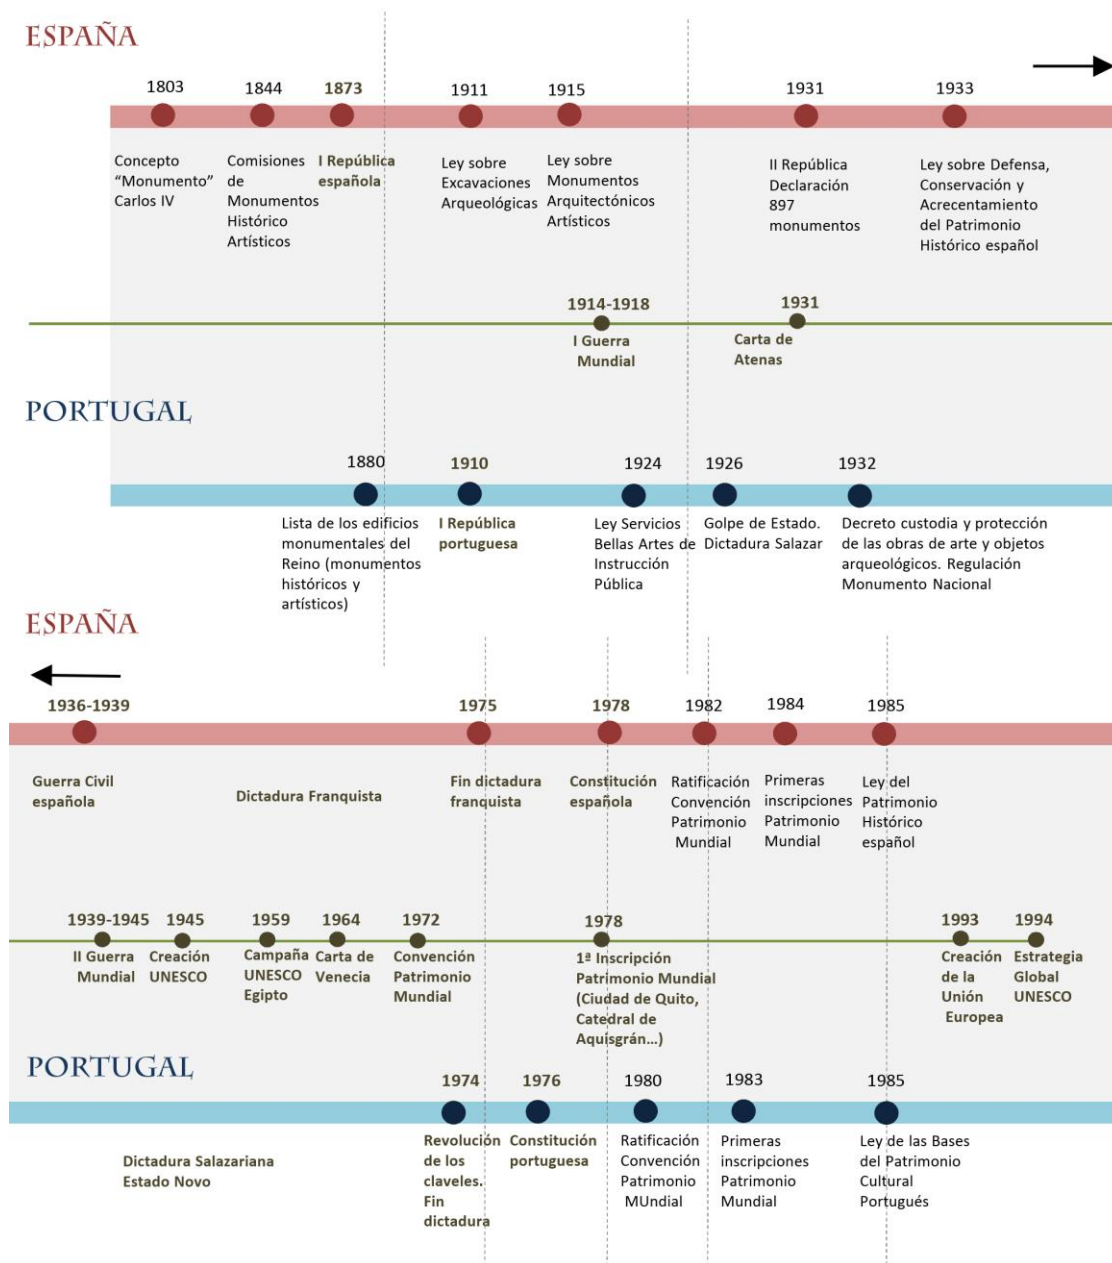 ESPAÑA
1803
1844
1873
1911
1915
1931
1933
Concepto
“Monumento”
Carlos IV
Comisiones
de
Monumentos
Histórico
Artísticos
I República
española
Ley sobre
Excavaciones
Arqueológicas
Ley sobre
Monumentos
Arquitectónicos
Artísticos
II República
Declaración
897
monumentos
Ley sobre Defensa,
Conservación y
Acrecentamiento
del Patrimonio
Histórico español
1914-1918
I Guerra
Mundial
1931
Carta de
Atenas
PORTUGAL
1880
1910
1924
1926
1932
Lista de los edificios
monumentales del
Reino (monumentos
históricos y
artísticos)
I República
portuguesa
Ley Servicios
Bellas Artes de
Instrucción
Pública
Golpe de Estado.
Dictadura Salazar
Decreto custodia y protección
de las obras de arte y objetos
arqueológicos. Regulación
Monumento Nacional
ESPAÑA
1936-1939
1975
1978
1982
1984
1985
Guerra Civil
española
Dictadura Franquista
Fin dictadura
franquista
Constitución
española
Ratificación
Convención
Patrimonio
Mundial
Primeras
inscripciones
Patrimonio
Mundial
Ley del
Patrimonio
Histórico
español
1939-1945
1945
1959
1964
1972
1978
1993
1994
II Guerra
Mundial
Creación
UNESCO
Campaña
UNESCO
Egipto
Carta de
Venecia
Convención
Patrimonio
Mundial
1ª Inscripción
Patrimonio Mundial
(Ciudad de Quito,
Catedral de
Aquisgrán...)
Creación
de la
Unión
Europea
Estrategia
Global
UNESCO
PORTUGAL
1974
1976
1980
1983
1985
Dictadura Salazariana
Estado Novo
Revolución
de los
claveles.
Fin
dictadura
Constitución
portuguesa
Ratificación
Convención
Patrimonio
MUndial
Primeras
inscripciones
Patrimonio
Mundial
Ley de las Bases
del Patrimonio
Cultural
Portugués